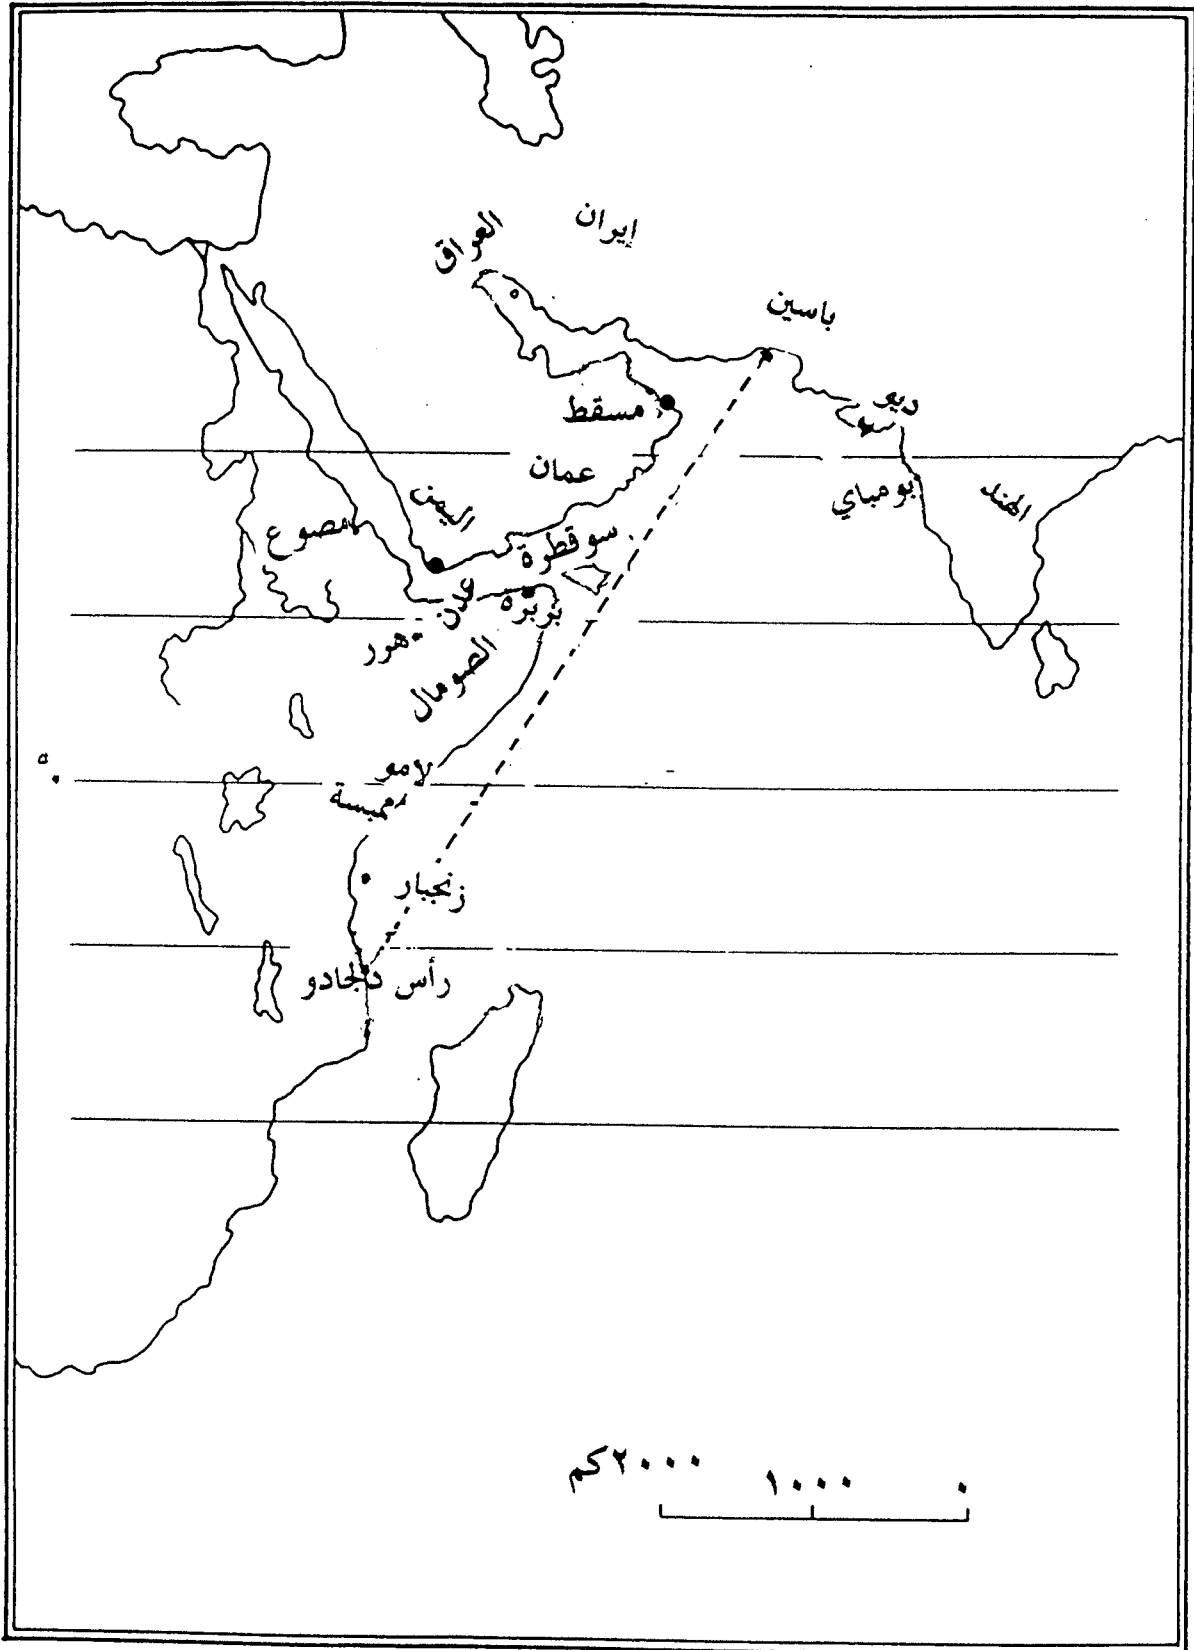 العراق
إيران
باسين
مسقط
ديو
عمان
بومباي
الهند
اليمن
مصوع
سوقطرة
عدن
بربرة
هرر
الصومال
لامو
ممبسة
زنجبار
رأس دلجادو
٢٠٠٠كم ١٠٠٠ ٠